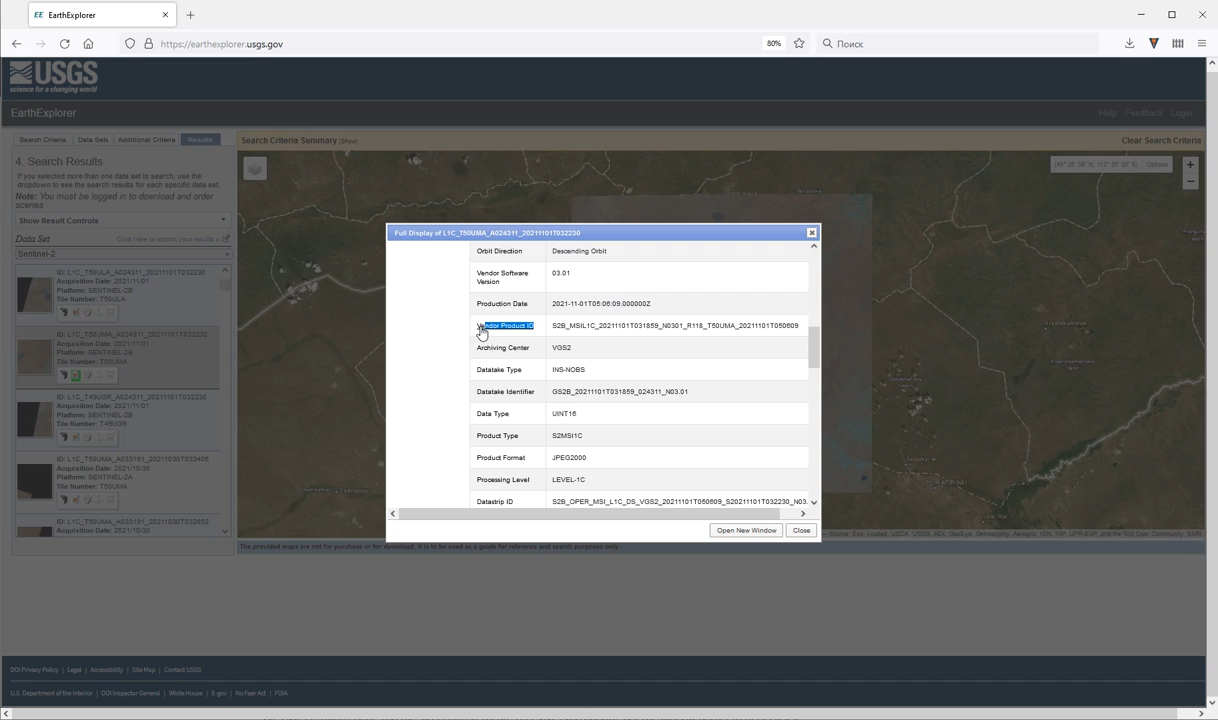 EarthExplorer
https://earthexplorer.usgs.gov
80%
Поиск
USGS
science for a changing world
EarthExplorer
Help Feedback Login
Search Criteria Data Sets Additional Criteria Results
Search Criteria Summary (Show)
Clear Search Criteria
4. Search Results
If you selected more than one data set to search, use the
dropdown to see the search results for each specific data set.
Note: You must be logged in to download and order
scenes
Show Result Controls
Data Set
Click here to export your results »
Sentinel-2
ID: L1C_T50ULA_A024311_20211101T032230
Acquisition Date: 2021/11/01
Platform: SENTINEL-2B
Tile Number: T50ULA
ID: L1C_T50UMA_A024311_20211101T032230
Acquisition Date: 2021/11/01
Platform: SENTINEL-2B
Tile Number: T50UMA
ID: L1C_T49UGR_A024311_20211101T032230
Acquisition Date: 2021/11/01
Platform: SENTINEL-2B
Tile Number: T49UGR
Acquisition Date: 2021/10/30
Platform: SENTINEL-2A
Tile Number: T50UMA
Acquisition Date: 2021/10/30
Options
Full Display of L1C_T50UMA_A024311_20211101T032230
Orbit Direction Descending Orbit
Vendor Software
Version
03.01
Production Date 2021-11-01T05:06:09.000000Z
Vendor Product ID S2B_MSIL1C_20211101T031859_N0301_R118_T50UMA_20211101T050609
Archiving Center VGS2
Datatake Type INS-NOBS
Datatake Identifier GS2B_20211101T031859_024311_N03.01
Data Type UINT16
Product Type S2MSI1C
Product Format JPEG2000
Processing Level LEVEL-1C
Datastrip ID S2B_OPER_MSI_L1C_DS_VGS2_20211101T050609_S20211101T032230_N03.
Open New Window Close
The provided maps are not for purchase or for download; it is to be used as a guide for reference and search purposes only.
DOI Privacy Policy | Legal | Accessibility | Site Map | Contact USGS
U.S. Department of the Interior | DOI Inspector General | White House | E-gov | No Fear Act | FOIA